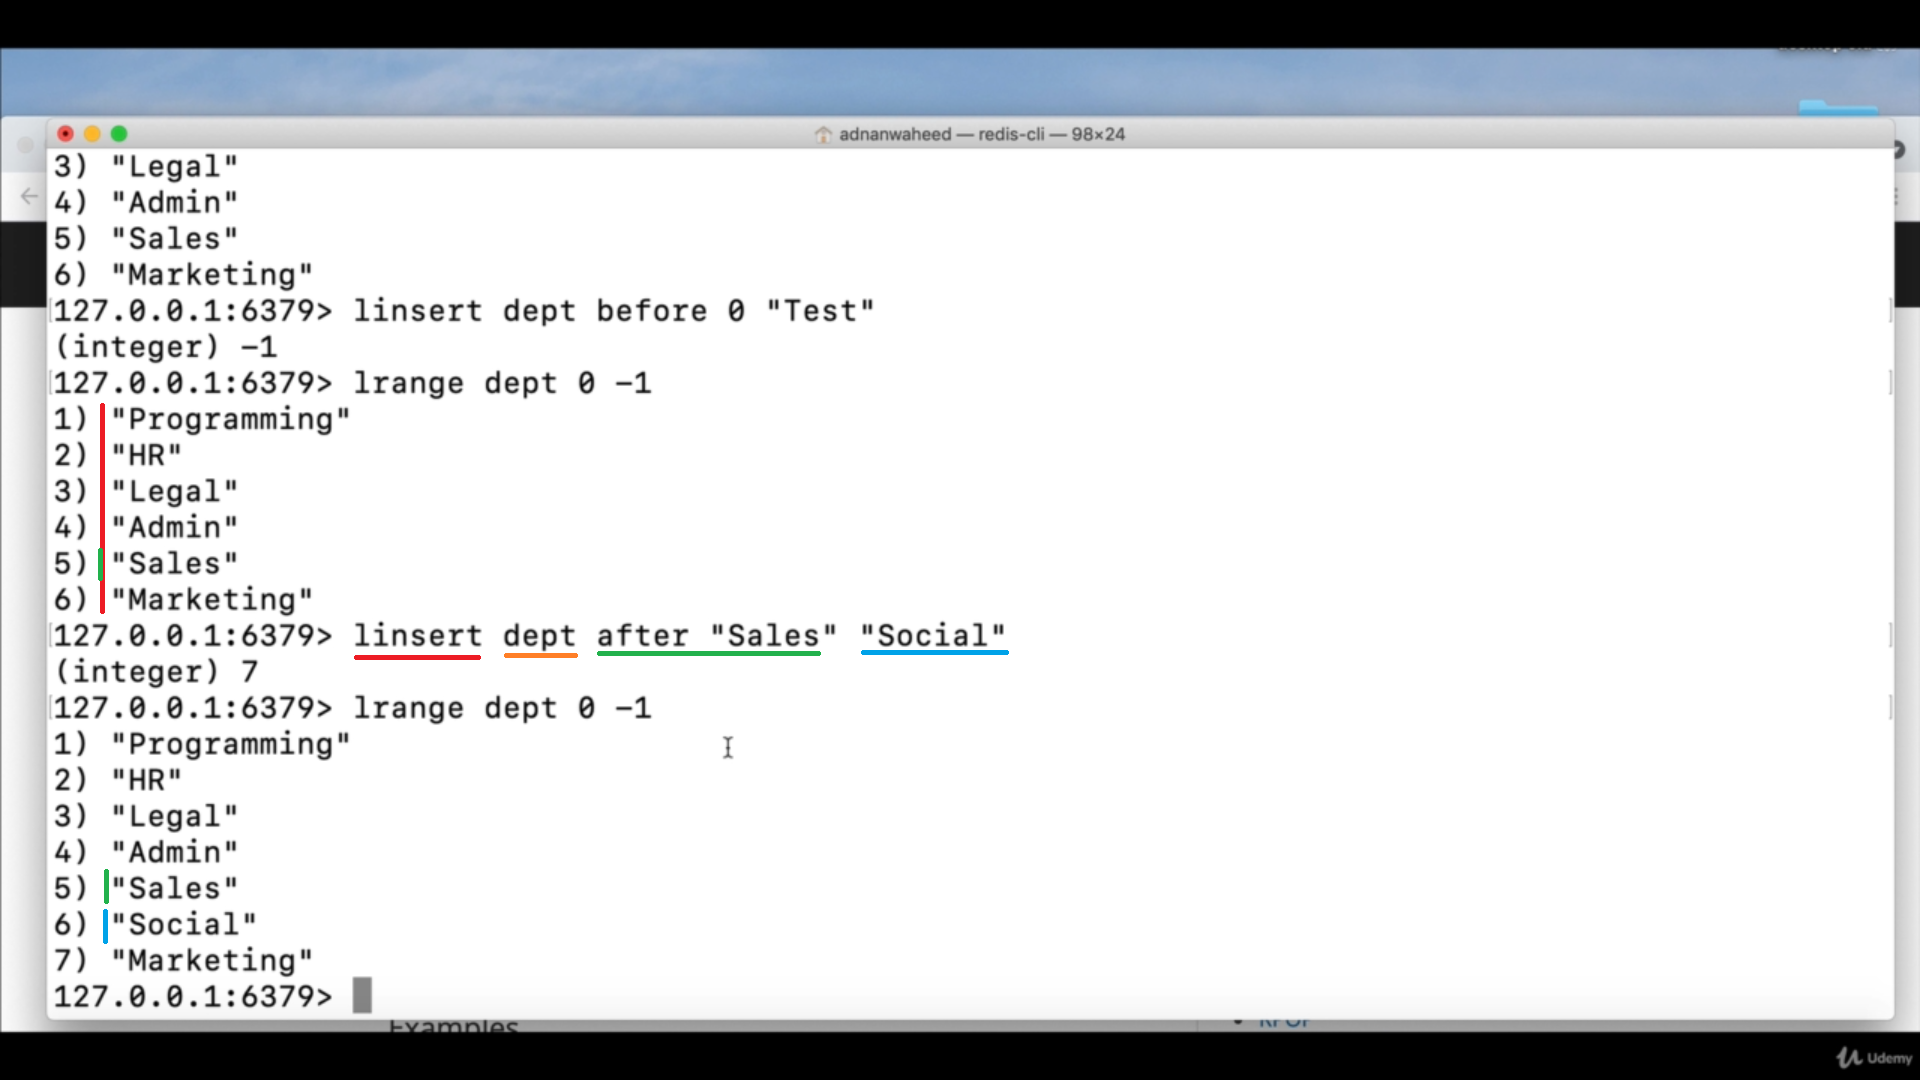 adnanwaheed — redis-cli — 98×24
3) "Legal"
4) "Admin"
5) "Sales"
6) "Marketing"
127.0.0.1:6379> linsert dept before 0 "Test"
(integer) -1
127.0.0.1:6379> lrange dept 0 -1
1) "Programming"
2) "HR"
3) "Legal"
4) "Admin"
5) "Sales"
6) "Marketing"
127.0.0.1:6379> linsert dept after "Sales" "Social"
(integer) 7
127.0.0.1:6379> lrange dept 0 -1
1) "Programming"
2) "HR"
3) "Legal"
4) "Admin"
5) "Sales"
6) "Social"
7) "Marketing"
127.0.0.1:6379>
Examples
RPOP
Udemy